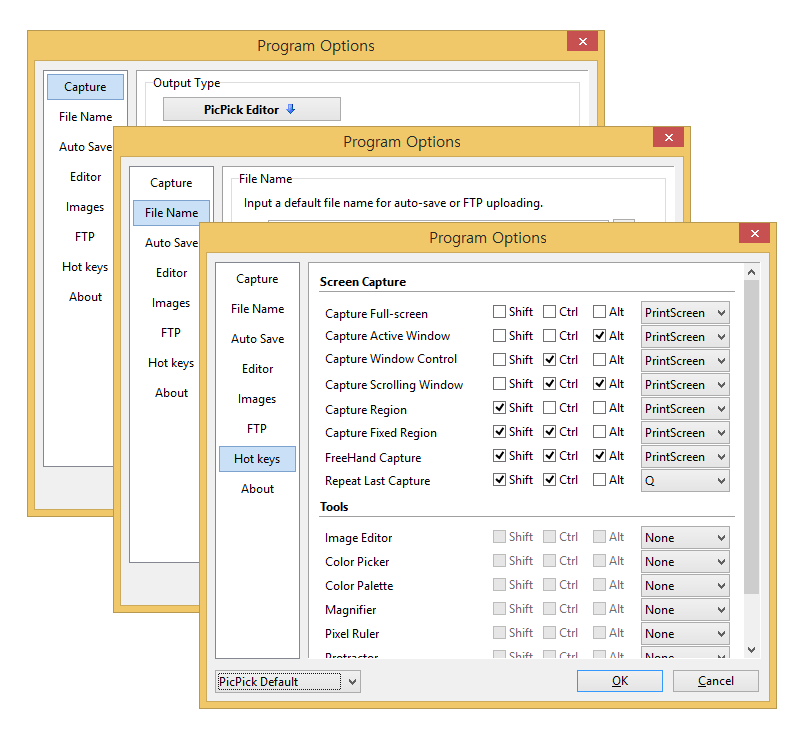 Program Options
Capture
File Name
Auto Save
Editor
Images
FTP
Hot keys
About
Output Type
PicPick Editor
Program Options
Capture
File Name
Auto Save
Editor
Images
FTP
Hot keys
About
File Name
Input a default file name for auto-save or FTP uploading.
Program Options
Capture
File Name
Auto Save
Editor
Images
FTP
Hot keys
About
Screen Capture
Capture Full-screen Shift Ctrl Alt PrintScreen
Capture Active Window Shift Ctrl Alt PrintScreen
Capture Window Control Shift Ctrl Alt PrintScreen
Capture Scrolling Window Shift Ctrl Alt PrintScreen
Capture Region Shift Ctrl Alt PrintScreen
Capture Fixed Region Shift Ctrl Alt PrintScreen
FreeHand Capture Shift Ctrl Alt PrintScreen
Repeat Last Capture Shift Ctrl Alt Q
Tools
Image Editor Shift Ctrl Alt None
Color Picker Shift Ctrl Alt None
Color Palette Shift Ctrl Alt None
Magnifier Shift Ctrl Alt None
Pixel Ruler Shift Ctrl Alt None
Protractor Shift Ctrl Alt None
PicPick Default
OK
Cancel